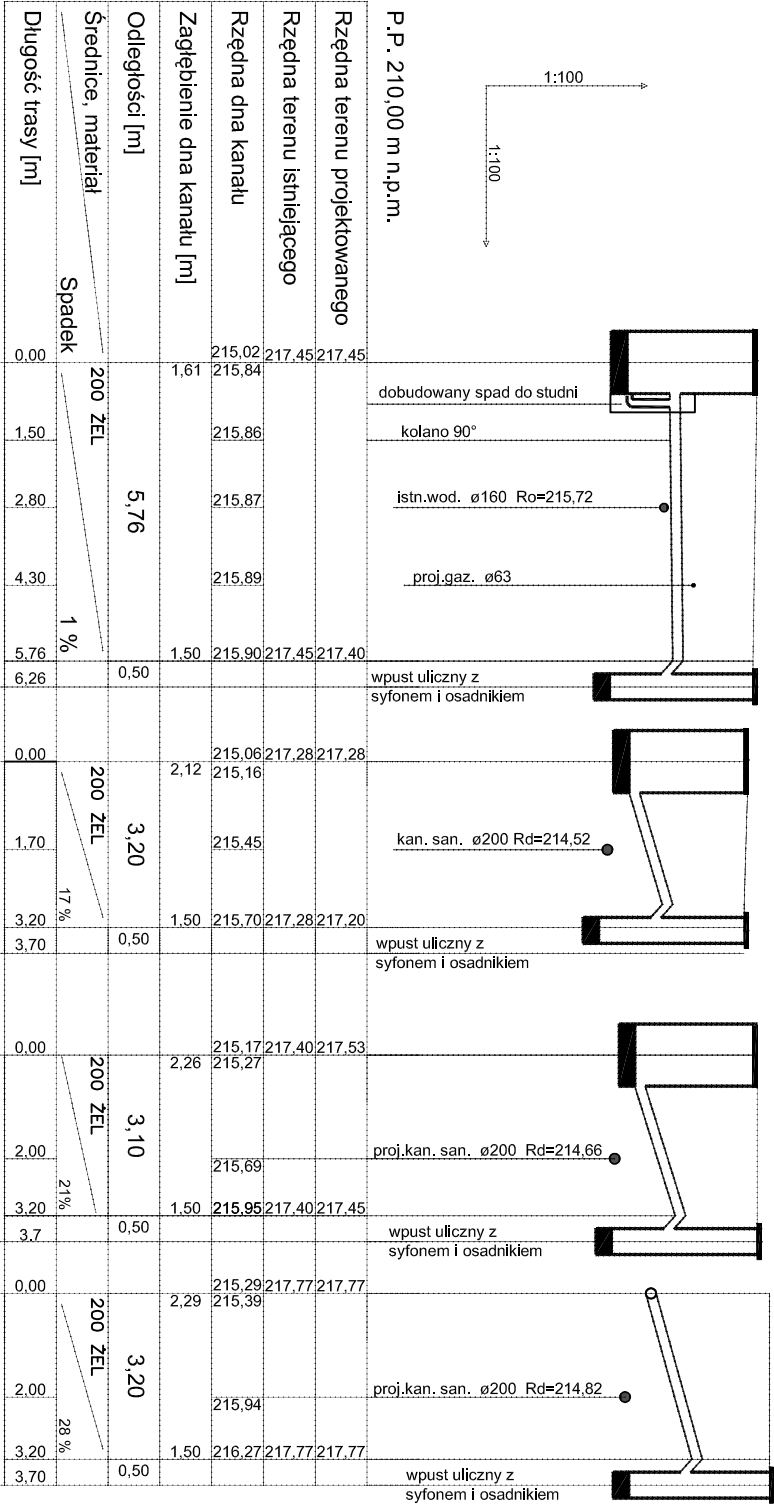 1:100
1:100
P.P. 210,00 m n.p.m.
Rzędna terenu projektowanego
Rzędna terenu istniejącego
Rzędna dna kanału
Zagłębienie dna kanału [m]
Odległości [m]
Średnice, materiał
Spadek
Długość trasy [m]
dobudowany spad do studni
kolano 90°
istn.wod. ø160 Ro=215,72
proj.gaz. ø63
wpust uliczny z
syfonem i osadnikiem
217,45
217,40
217,45
217,45
215,02
215,84
215,86
215,87
215,89
215,90
1,61
1,50
5,76
0,50
200 ŻEL
1 %
0,00
1,50
2,80
4,30
5,76
6,26
kan. san. ø200 Rd=214,52
wpust uliczny z
syfonem i osadnikiem
217,28
217,20
217,28
217,28
215,06
215,16
215,45
215,70
2,12
1,50
3,20
0,50
200 ŻEL
17 %
0,00
1,70
3,20
3,70
proj.kan. san. ø200 Rd=214,66
wpust uliczny z
syfonem i osadnikiem
217,53
217,45
217,40
217,40
215,17
215,27
215,69
215,95
2,26
1,50
3,10
0,50
200 ŻEL
21%
0,00
2,00
3,20
3.7
proj.kan. san. ø200 Rd=214,82
wpust uliczny z
syfonem i osadnikiem
217,77
217,77
217,77
217,77
215,29
215,39
215,94
216,27
2,29
1,50
3,20
0,50
200 ŻEL
28 %
0,00
2,00
3,20
3,70